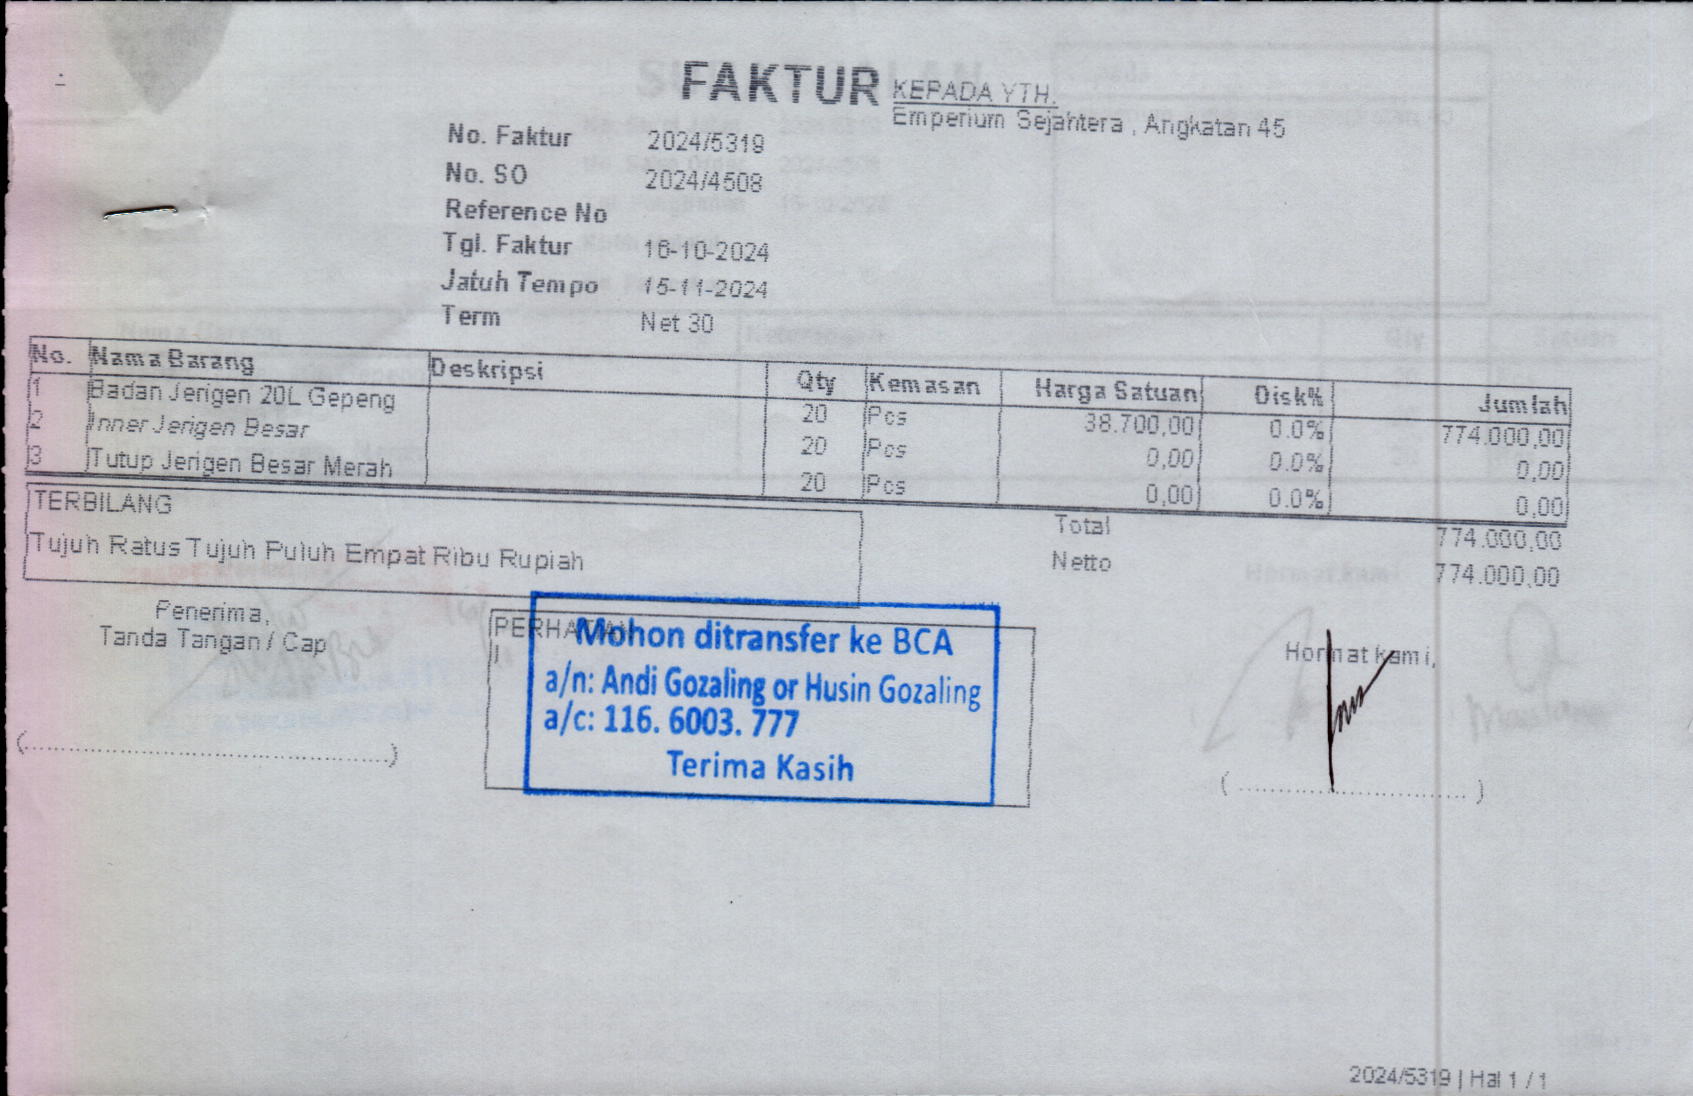 FAKTUR
KEPADA YTH.
Emperium Sejahtera , Angkatan 45
No. Faktur 2024/5319
No. SO 2024/4508
Reference No
Tgl. Faktur 16-10-2024
Jatuh Tempo 15-11-2024
Term Net 30
No. Nama Barang Deskripsi Qty Kemasan Harga Satuan Disk% Jumlah
1 Badan Jerigen 20L Gepeng 20 Pcs 38.700,00 0.0% 774.000,00
2 Inner Jerigen Besar 20 Pcs 0,00 0.0% 0,00
3 Tutup Jerigen Besar Merah 20 Pcs 0,00 0.0% 0,00
TERBILANG
Tujuh Ratus Tujuh Puluh Empat Ribu Rupiah
Total 774.000,00
Netto 774.000,00
Penerima,
Tanda Tangan / Cap
(......................................)
Mohon ditransfer ke BCA
a/n: Andi Gozaling or Husin Gozaling
a/c: 116. 6003. 777
Terima Kasih
Hormat kami,
(........................)
2024/5319 | Hal 1 / 1